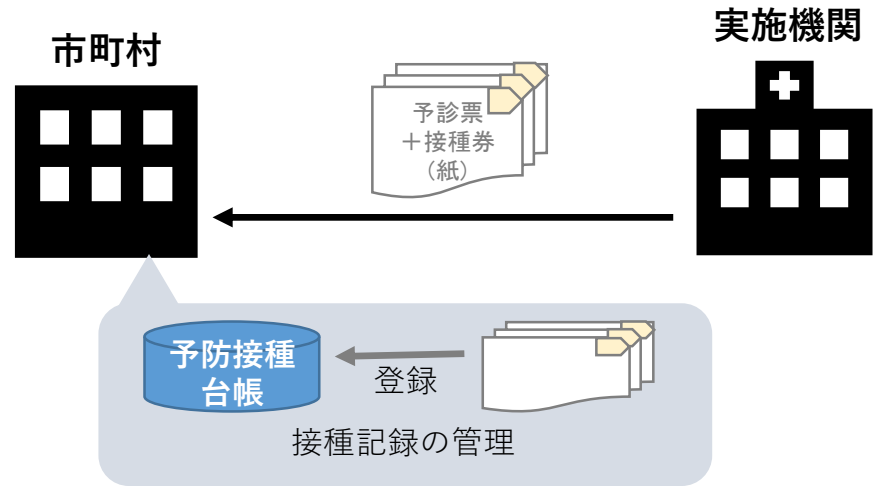 市町村
実施機関
予診票
＋接種券
（紙）
予防接種
台帳
登録
接種記録の管理